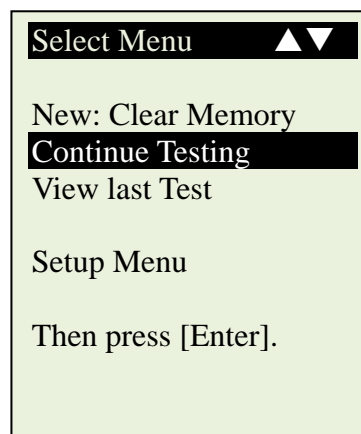 Select Menu ▲▼
New: Clear Memory
Continue Testing
View last Test
Setup Menu
Then press [Enter].